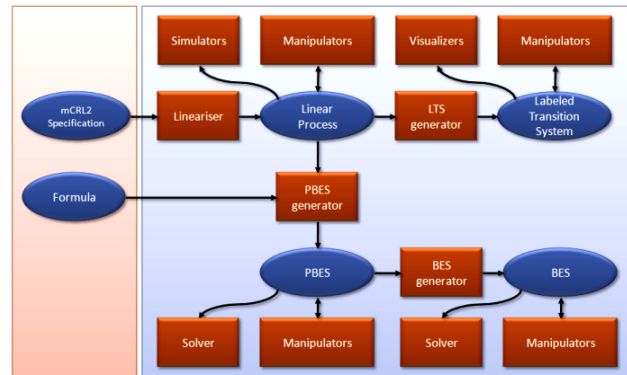 Simulators
Manipulators
Visualizers
Manipulators
mCRL2
Specification
Lineariser
Linear
Process
LTS
generator
Labeled
Transition
System
Formula
PBES
generator
PBES
BES
generator
BES
Solver
Manipulators
Solver
Manipulators